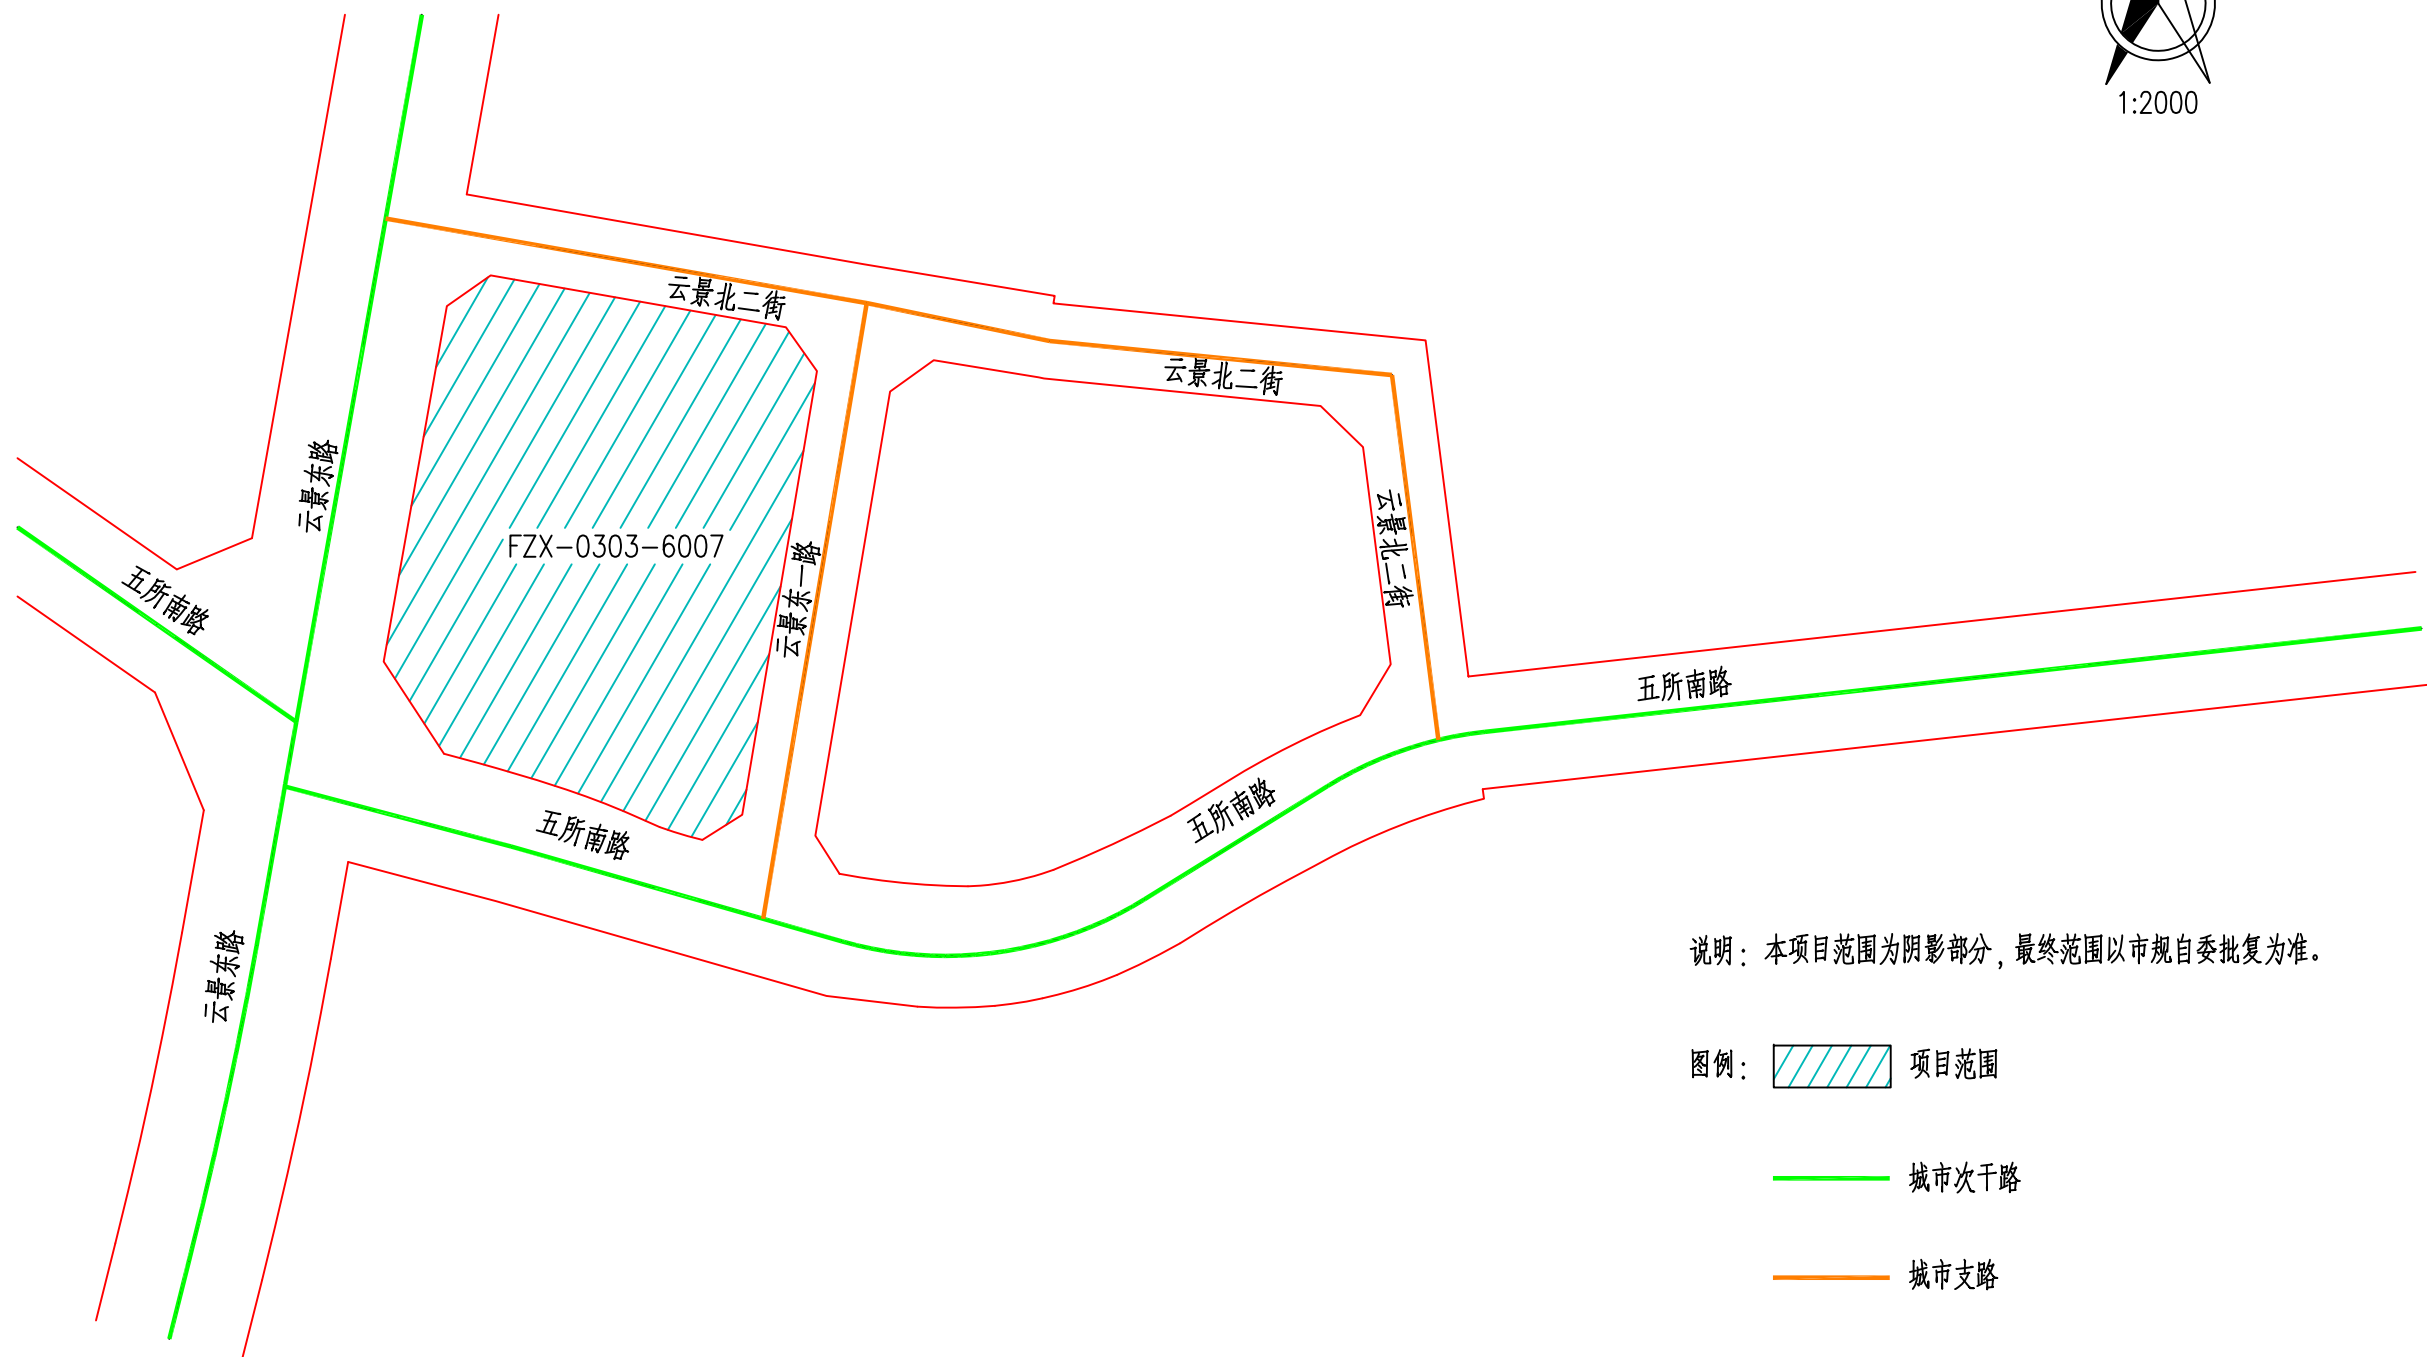 1:2000
云景北二街
云景北二街
云景东路
云景北二街
FZX-0303-6007
云景东一路
五所南路
五所南路
五所南路
五所南路
云景东路
说明：本项目范围为阴影部分，最终范围以市规自委批复为准。
图例：
项目范围
城市次干路
城市支路